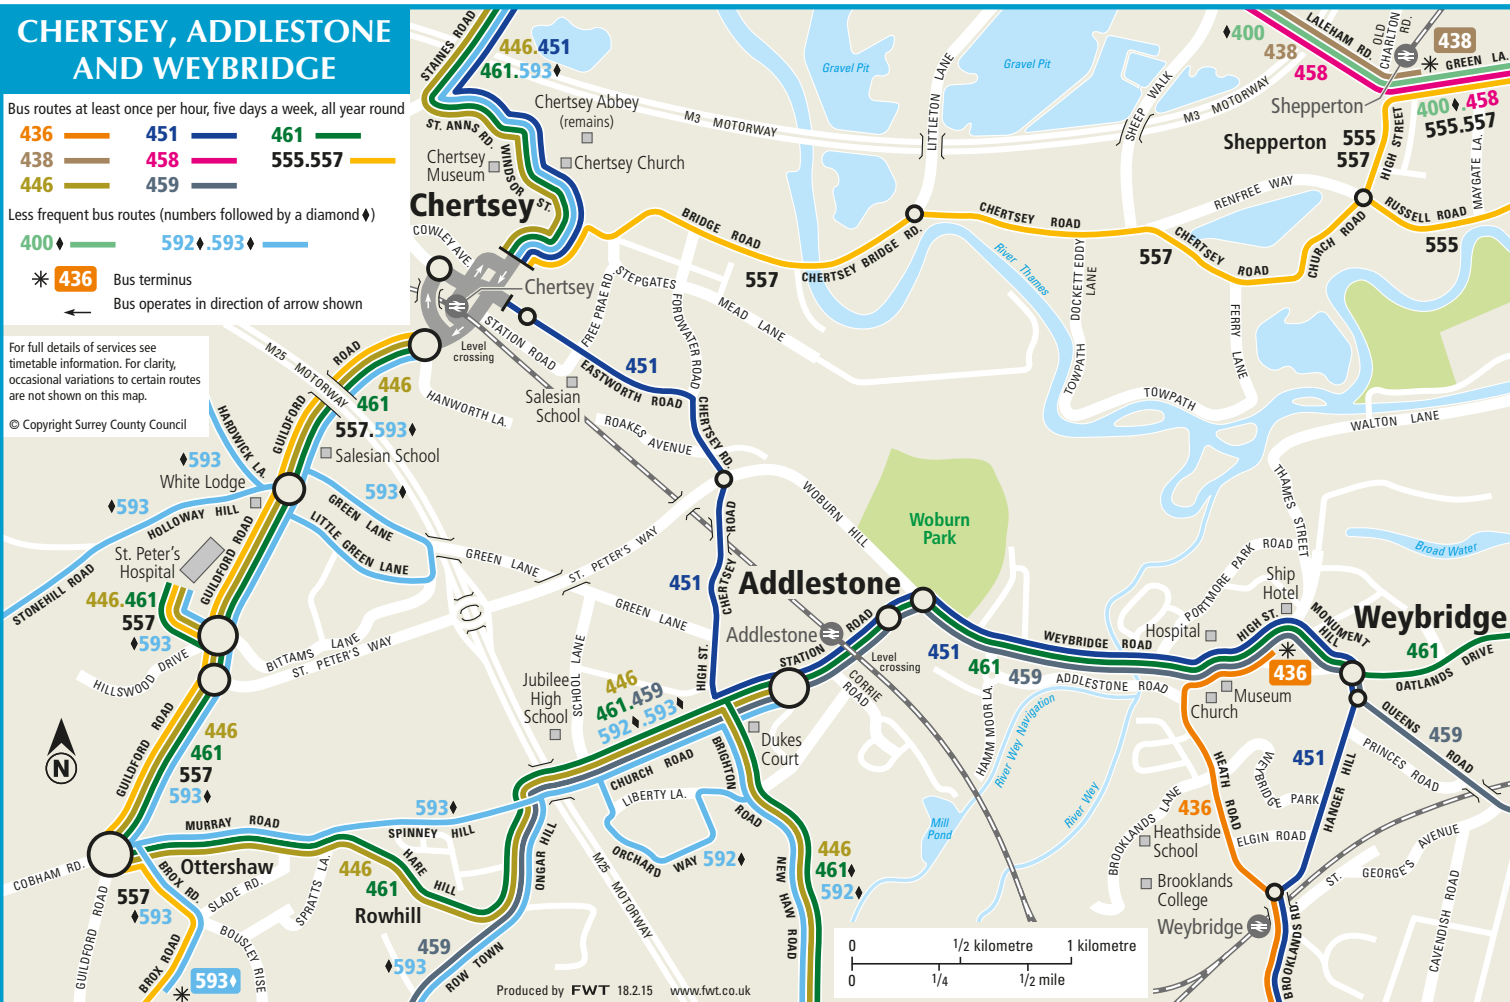 CHERTSEY, ADDLESTONE
AND WEYBRIDGE
Bus routes at least once per hour, five days a week, all year round
436
451
461
438
458
555.557
446
459
Less frequent bus routes (numbers followed by a diamond ♦)
400♦
592♦.593♦
436
Bus terminus
Bus operates in direction of arrow shown
For full details of services see
timetable information. For clarity,
occasional variations to certain routes
are not shown on this map.
© Copyright Surrey County Council
STAINES ROAD
446.451
461.593♦
ST. ANNS RD.
WINDSOR ST.
Chertsey Abbey
(remains)
Chertsey
Museum
Chertsey Church
Chertsey
COWLEY AVE.
Chertsey
Level
crossing
STATION ROAD
FREE PRAE RD.
STEPGATES
FORDWATER ROAD
MEAD LANE
BRIDGE ROAD
557
CHERTSEY BRIDGE RD.
M3 MOTORWAY
Gravel Pit
Gravel Pit
LITTLETON LANE
SHEEP WALK
M3 MOTORWAY
♦400
438
458
LALEHAM RD.
OLD
CHARLTON
RD.
438
GREEN LA.
Shepperton
400♦.458
555.557
Shepperton
555
557
HIGH STREET
MAYGATE LA.
RENFREE WAY
RUSSELL ROAD
555
CHURCH ROAD
CHERTSEY ROAD
557
CHERTSEY
ROAD
River Thames
DOCKETT EDDY
LANE
TOWPATH
TOWPATH
FERRY LANE
WALTON LANE
THAMES STREET
Broad Water
M25 MOTORWAY
GUILDFORD ROAD
446
461
557.593♦
HANWORTH LA.
Salesian
School
451
EASTWORTH ROAD
ROAKES AVENUE
CHERTSEY RD.
Salesian School
HARDWICK LA.
♦593
White Lodge
♦593
HOLLOWAY HILL
593♦
GREEN LANE
LITTLE GREEN LANE
St. Peter's
Hospital
GUILDFORD ROAD
STONEHILL ROAD
446.461
557
♦593
HILLSWOOD DRIVE
BITTAMS LANE
ST. PETER'S WAY
GREEN LANE
ST. PETER'S WAY
GREEN LANE
SCHOOL LANE
451
CHERTSEY ROAD
CHERTSEY ROAD
WOBURN HILL
Woburn
Park
Addlestone
Addlestone
STATION ROAD
Level
crossing
CORRIE
ROAD
HIGH ST.
Jubilee
High
School
446
461.459
592♦.593♦
Dukes
Court
451
461
459
WEYBRIDGE ROAD
ADDLESTONE ROAD
HAMM MOOR LA.
River Wey Navigation
River Wey
Mill
Pond
PORTMORE PARK ROAD
Ship
Hotel
Hospital
HIGH ST.
MONUMENT
HILL
Weybridge
436
461
OATLANDS DRIVE
Museum
Church
QUEENS ROAD
459
PRINCES ROAD
451
HANGER HILL
HEATH ROAD
436
WEYBRIDGE PARK
ELGIN ROAD
BROOKLANDS LANE
Heathside
School
Brooklands
College
Weybridge
BROOKLANDS RD.
ST. GEORGE'S AVENUE
CAVENDISH ROAD
N
GUILDFORD ROAD
446
461
557
593♦
MURRAY ROAD
593♦
SPINNEY HILL
CHURCH ROAD
LIBERTY LA.
BRIGHTON
ROAD
ORCHARD WAY
592♦
446
461♦
592♦
NEW HAW ROAD
COBHAM RD.
Ottershaw
446
461
HARE HILL
Rowhill
ONGAR HILL
M25 MOTORWAY
SPRATTS LA.
SLADE RD.
BROX RD.
557
♦593
GUILDFORD ROAD
BROX ROAD
BOUSLEY RISE
593♦
459
♦593
ROW TOWN
0
1/2 kilometre
1 kilometre
0
1/4
1/2 mile
Produced by FWT 18.2.15 www.fwt.co.uk